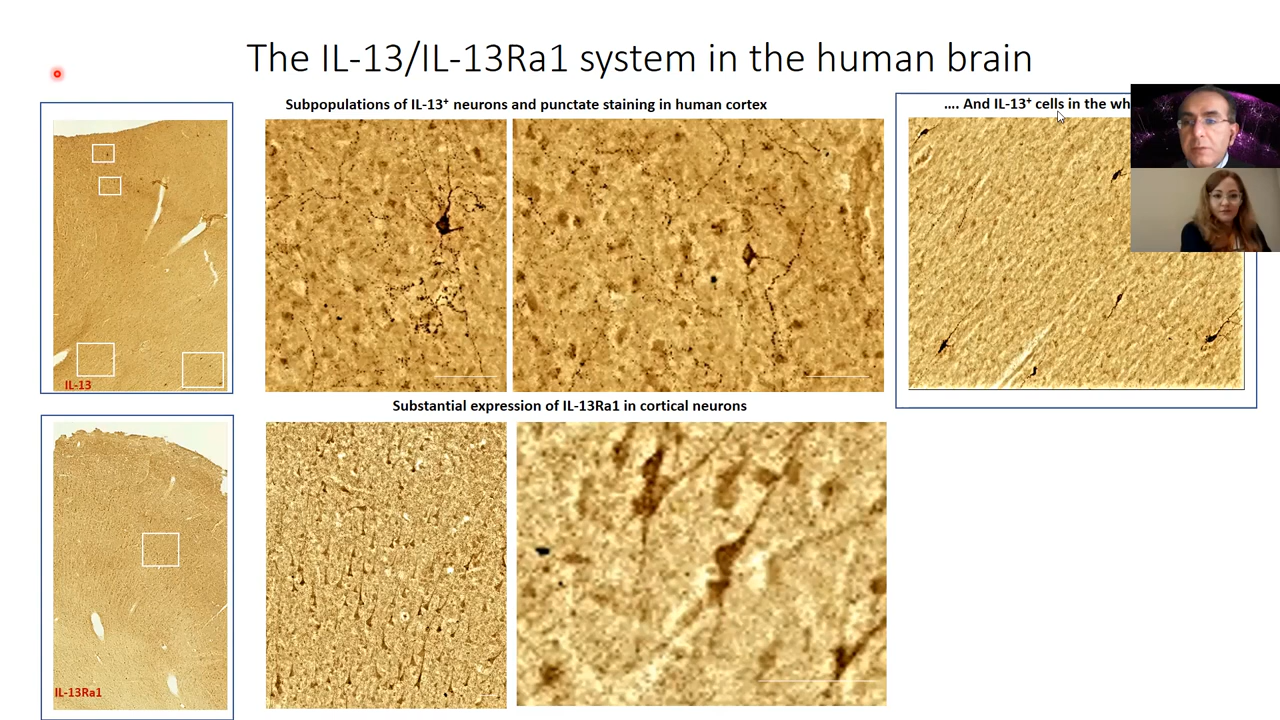 The IL-13/IL-13Ra1 system in the human brain
Subpopulations of IL-13⁺ neurons and punctate staining in human cortex
…. And IL-13⁺ cells in the
IL-13
Substantial expression of IL-13Ra1 in cortical neurons
IL-13Ra1